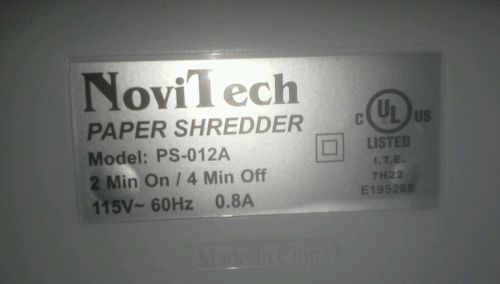 NoviTech
PAPER SHREDDER
Model: PS-012A
2 Min On / 4 Min Off
115V~ 60Hz 0.8A
C UL US
LISTED
I.T.E.
7H22
E195288
Made In China